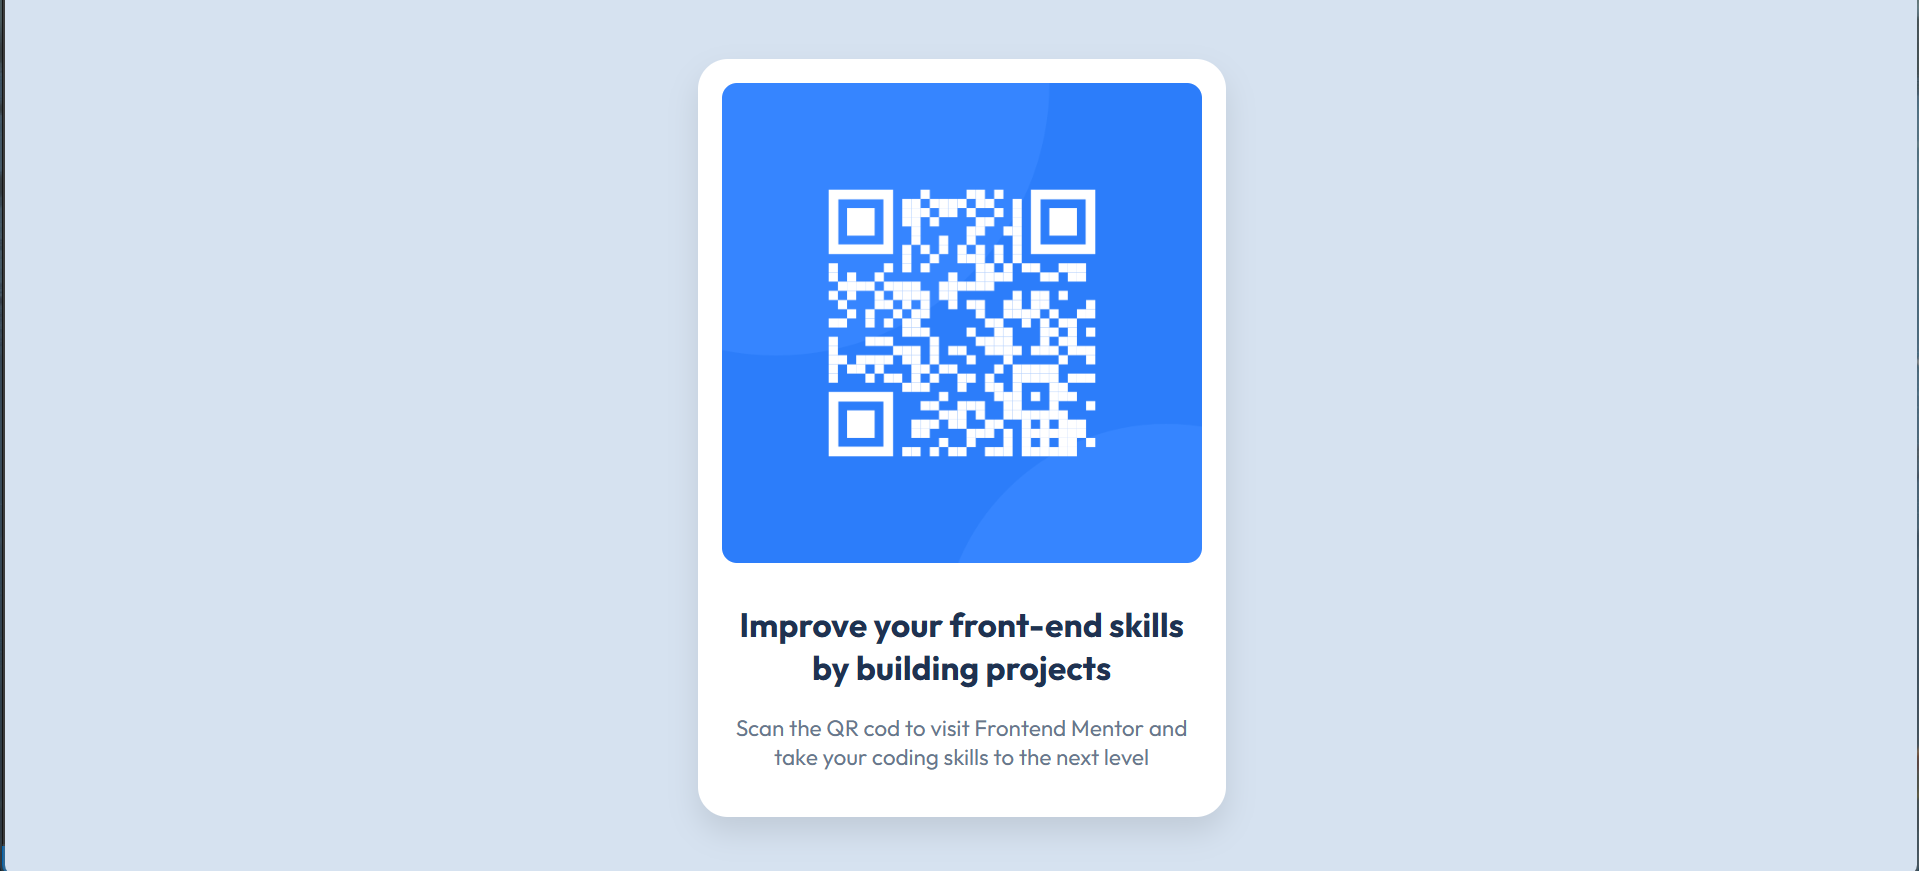 Improve your front-end skills
by building projects
Scan the QR cod to visit Frontend Mentor and
take your coding skills to the next level